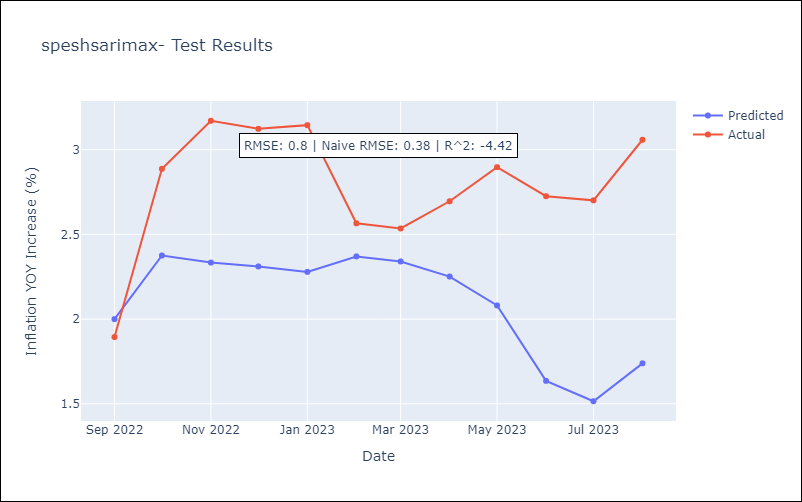 speshsarimax- Test Results
Predicted
Actual
RMSE: 0.8 | Naive RMSE: 0.38 | R^2: -4.42
Inflation YOY Increase (%)
3
2.5
2
1.5
Sep 2022
Nov 2022
Jan 2023
Mar 2023
May 2023
Jul 2023
Date